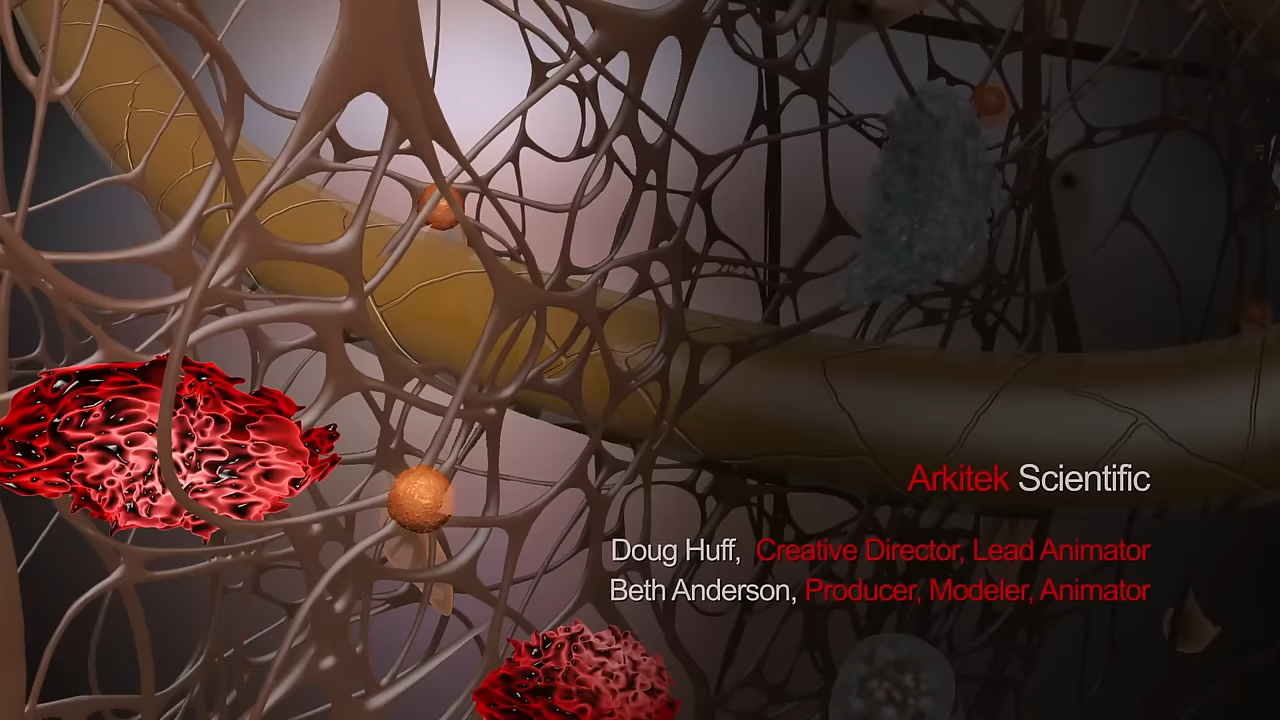 Arkitek Scientific
Doug Huff, Creative Director, Lead Animator
Beth Anderson, Producer, Modeler, Animator